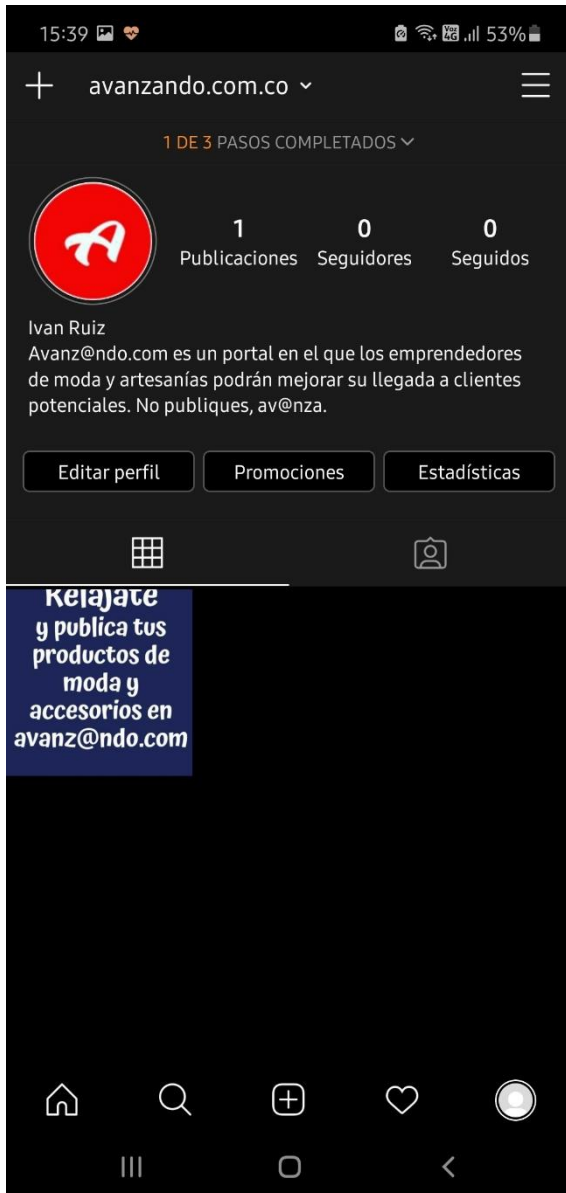 15:39 Voz 4G 53%
avanzando.com.co
1 DE 3 PASOS COMPLETADOS
A
1 0 0
Publicaciones Seguidores Seguidos
Ivan Ruiz
Avanz@ndo.com es un portal en el que los emprendedores
de moda y artesanías podrán mejorar su llegada a clientes
potenciales. No publiques, av@nza.
Editar perfil Promociones Estadísticas
Relájate
y publica tus
productos de
moda y
accesorios en
avanz@ndo.com